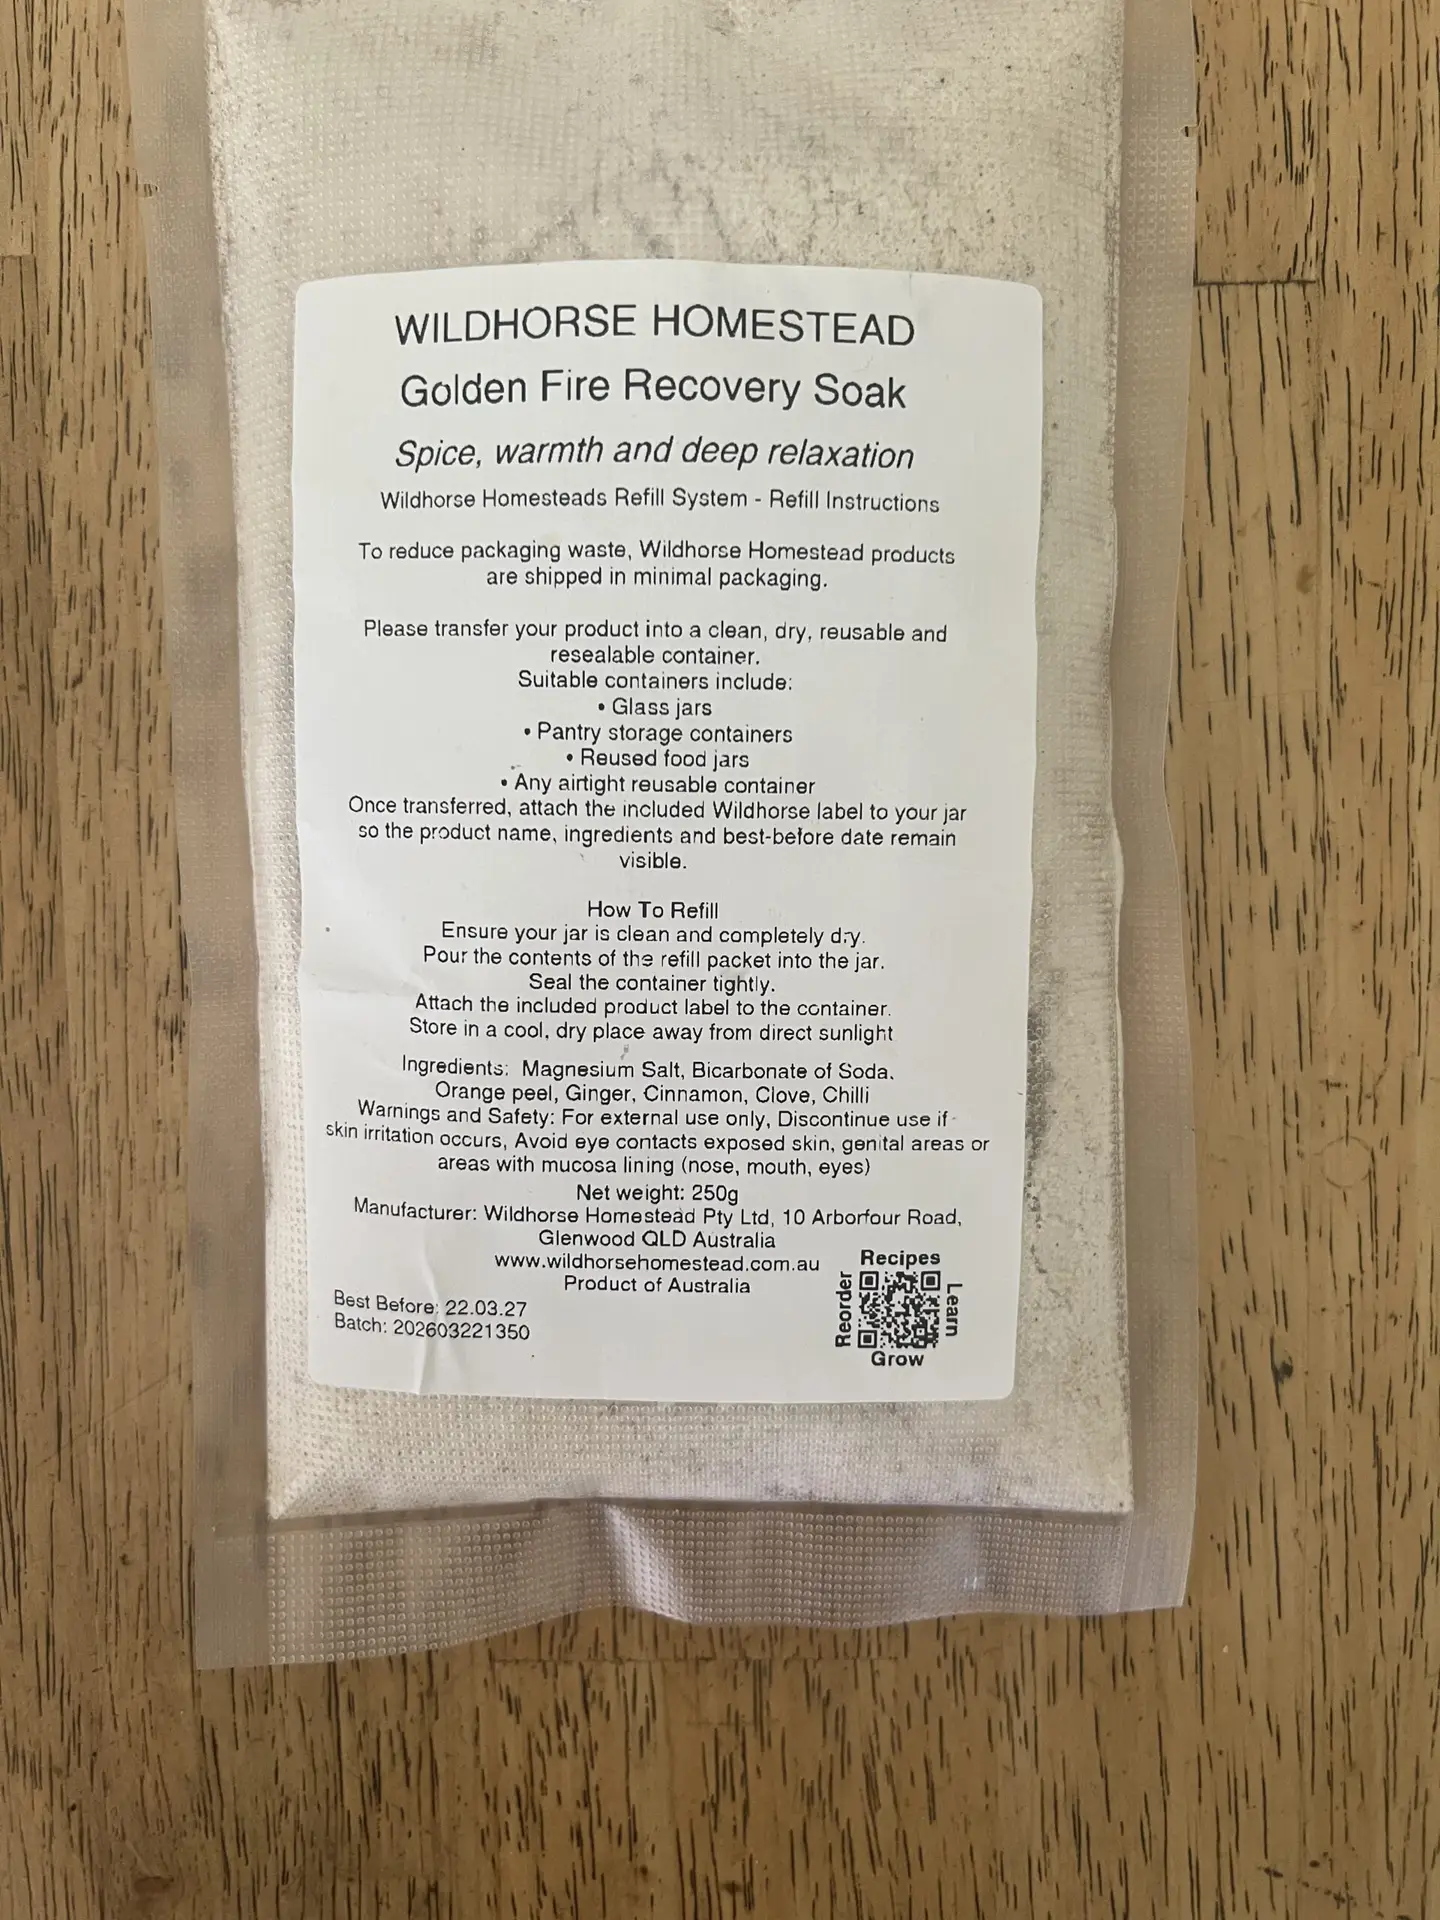 WILDHORSE HOMESTEAD
Golden Fire Recovery Soak
Spice, warmth and deep relaxation
Wildhorse Homesteads Refill System - Refill Instructions
To reduce packaging waste, Wildhorse Homestead products
are shipped in minimal packaging.
Please transfer your product into a clean, dry, reusable and
resealable container.
Suitable containers include:
• Glass jars
• Pantry storage containers
• Reused food jars
• Any airtight reusable container
Once transferred, attach the included Wildhorse label to your jar
so the product name, ingredients and best-before date remain
visible.
How To Refill
Ensure your jar is clean and completely dry.
Pour the contents of the refill packet into the jar.
Seal the container tightly.
Attach the included product label to the container.
Store in a cool, dry place away from direct sunlight
Ingredients: Magnesium Salt, Bicarbonate of Soda,
Orange peel, Ginger, Cinnamon, Clove, Chilli
Warnings and Safety: For external use only, Discontinue use if
skin irritation occurs, Avoid eye contacts exposed skin, genital areas or
areas with mucosa lining (nose, mouth, eyes)
Net weight: 250g
Manufacturer: Wildhorse Homestead Pty Ltd, 10 Arborfour Road,
Glenwood QLD Australia
www.wildhorsehomestead.com.au
Product of Australia
Best Before: 22.03.27
Batch: 202603221350
Recipes
Reorder
Learn
Grow